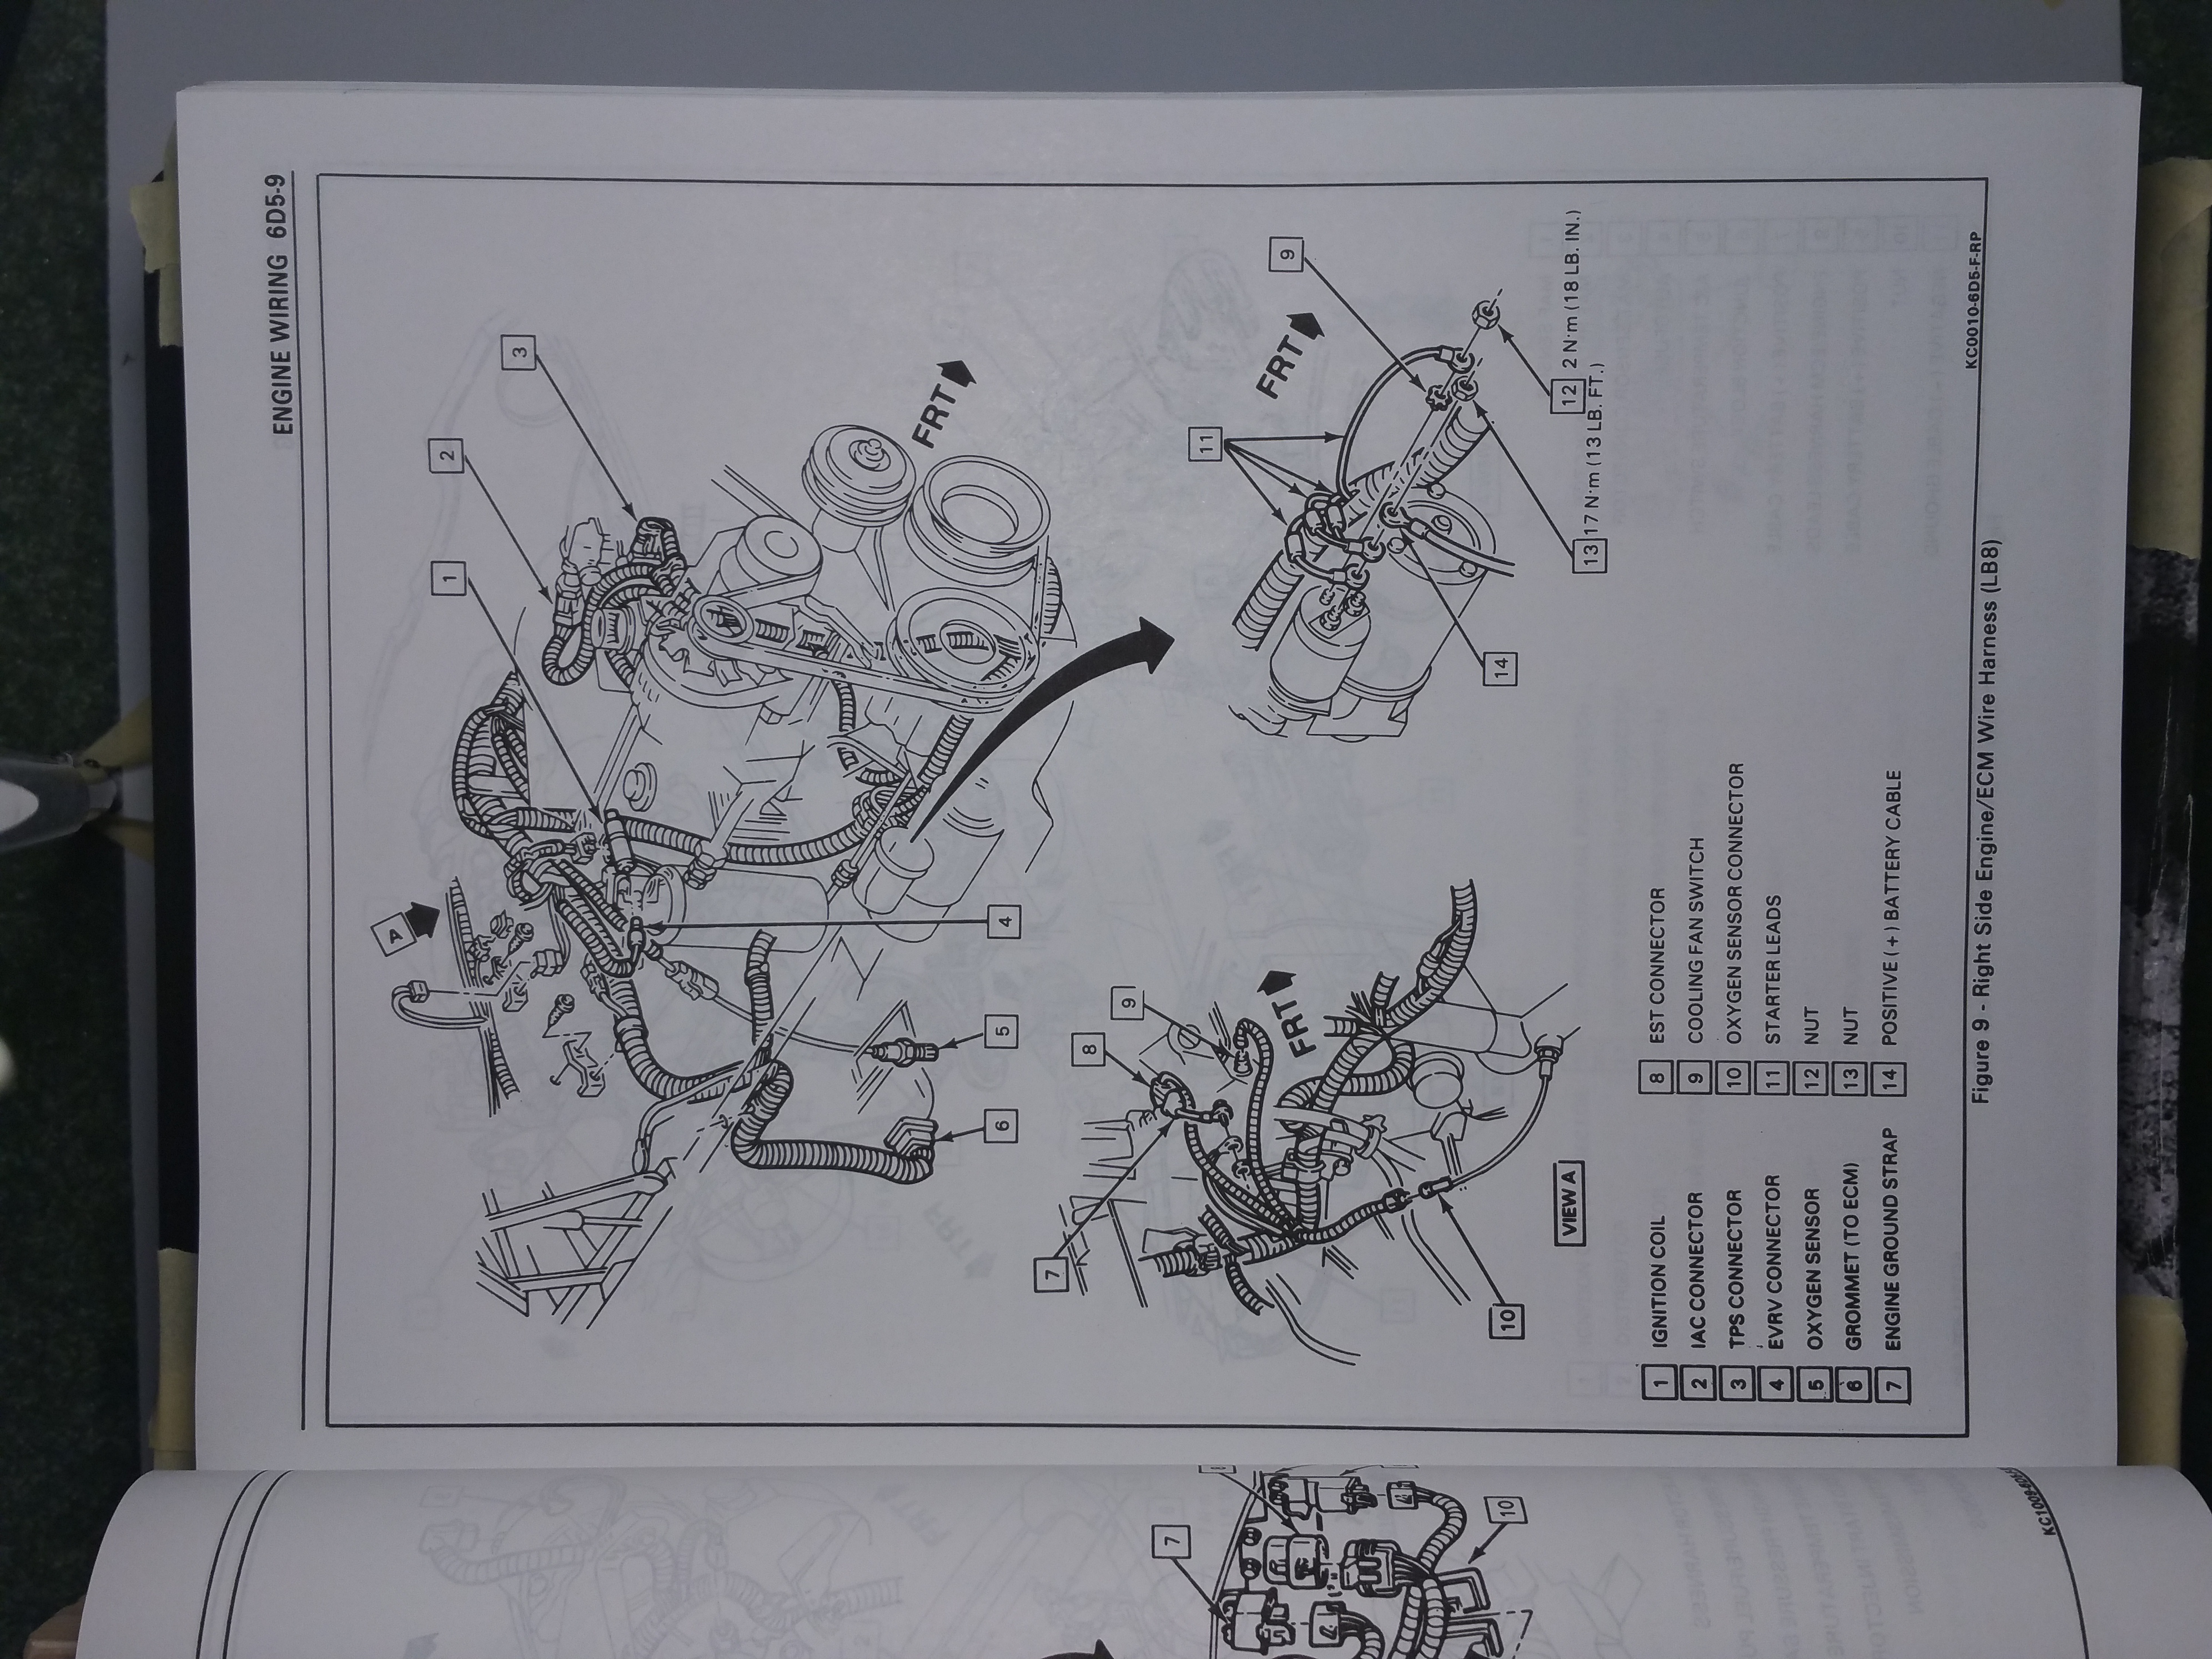 ENGINE WIRING 6D5-9
1
2
3
A
FRT
4
5
6
7
8
9
FRT
10
VIEW A
9
FRT
11
12 2 N·m (18 LB. IN.)
13 17 N·m (13 LB. FT.)
14
1 IGNITION COIL
2 IAC CONNECTOR
3 TPS CONNECTOR
4 EVRV CONNECTOR
5 OXYGEN SENSOR
6 GROMMET (TO ECM)
7 ENGINE GROUND STRAP
8 EST CONNECTOR
9 COOLING FAN SWITCH
10 OXYGEN SENSOR CONNECTOR
11 STARTER LEADS
12 NUT
13 NUT
14 POSITIVE (+) BATTERY CABLE
KC0010-6D5-F-RP
Figure 9 - Right Side Engine/ECM Wire Harness (LB8)
7
8
10